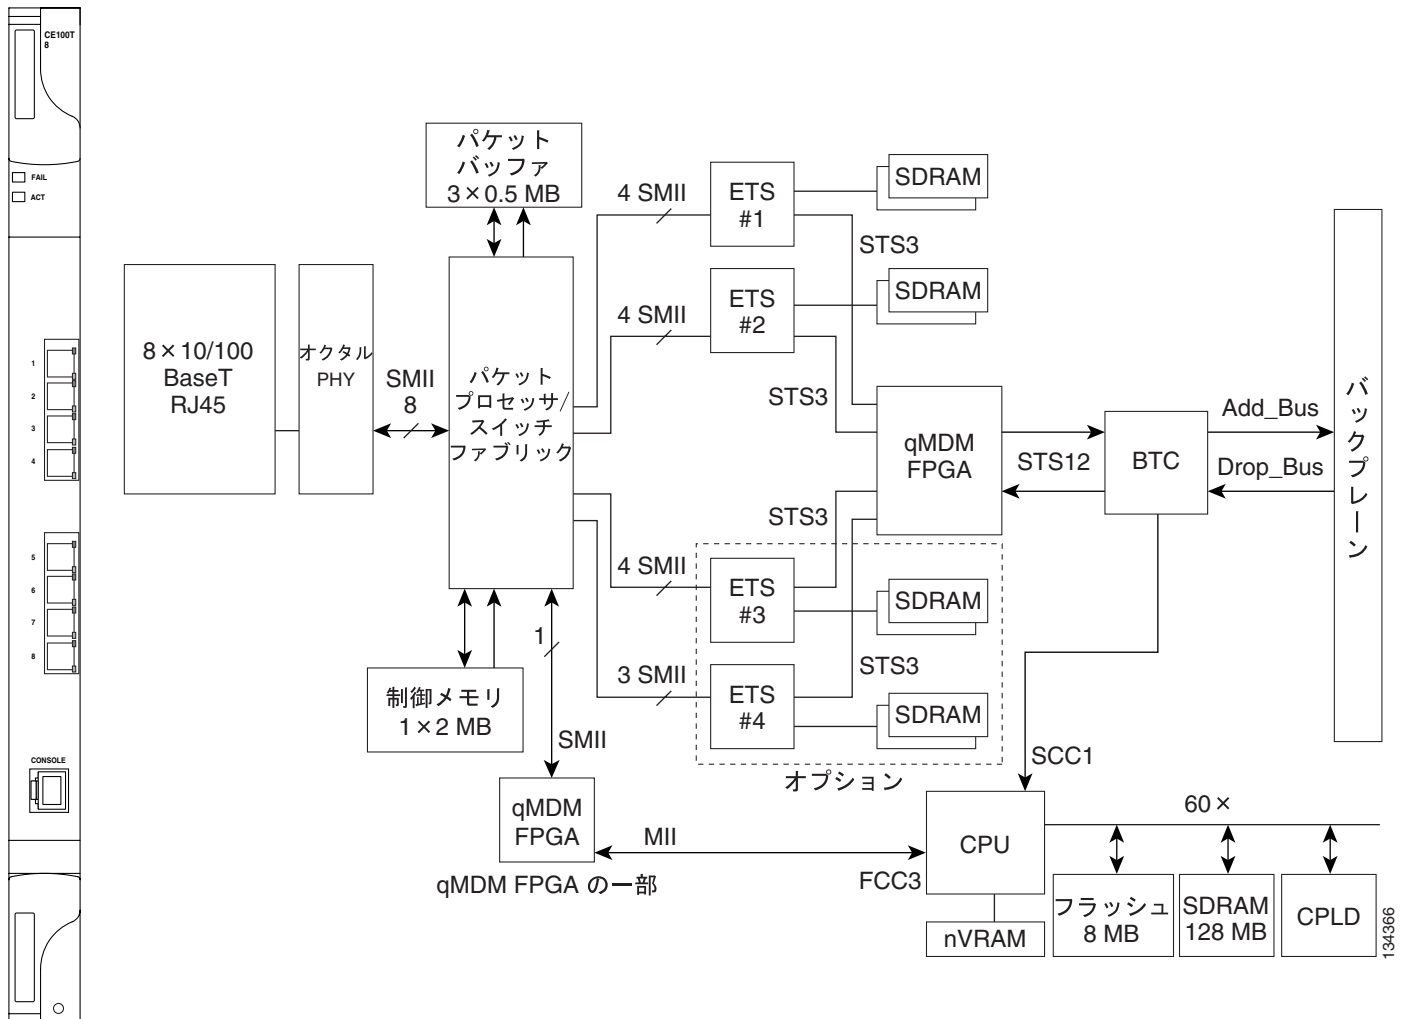 CE100T
8
FAIL
ACT
1
2
3
4
5
6
7
8
CONSOLE
8×10/100
BaseT
RJ45
オクタル
PHY
SMII
8
パケット
バッファ
3×0.5 MB
パケット
プロセッサ/
スイッチ
ファブリック
制御メモリ
1×2 MB
1
SMII
qMDM
FPGA
qMDM FPGA の一部
MII
4 SMII
ETS
#1
SDRAM
STS3
4 SMII
ETS
#2
SDRAM
STS3
qMDM
FPGA
STS3
4 SMII
ETS
#3
SDRAM
STS3
3 SMII
ETS
#4
SDRAM
オプション
STS12
BTC
Add_Bus
Drop_Bus
バックプレーン
SCC1
FCC3
CPU
nVRAM
60×
フラッシュ
8 MB
SDRAM
128 MB
CPLD
134366